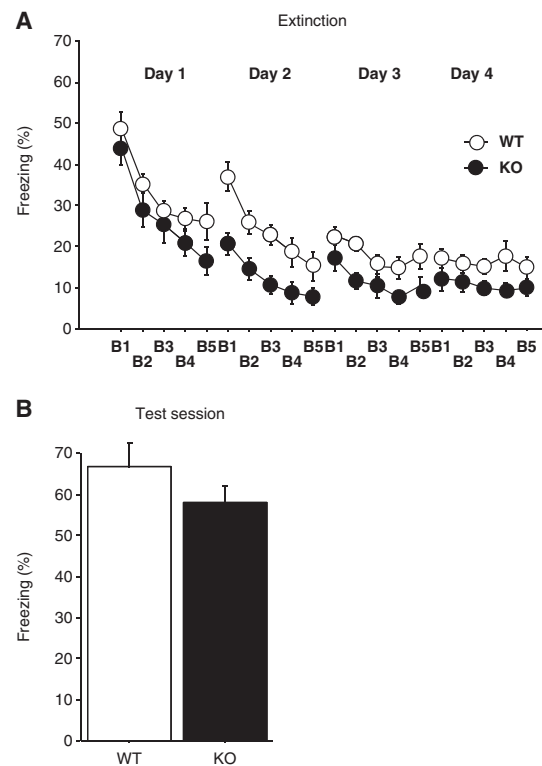 A
Extinction
70
60
50
40
30
20
10
0
Freezing (%)
Day 1 Day 2 Day 3 Day 4
WT
KO
B1 B3 B5 B1 B3 B5 B1 B3 B5 B1 B3 B5
B2 B4 B2 B4 B2 B4 B2 B4
B
Test session
70
60
50
40
30
20
10
0
Freezing (%)
WT KO